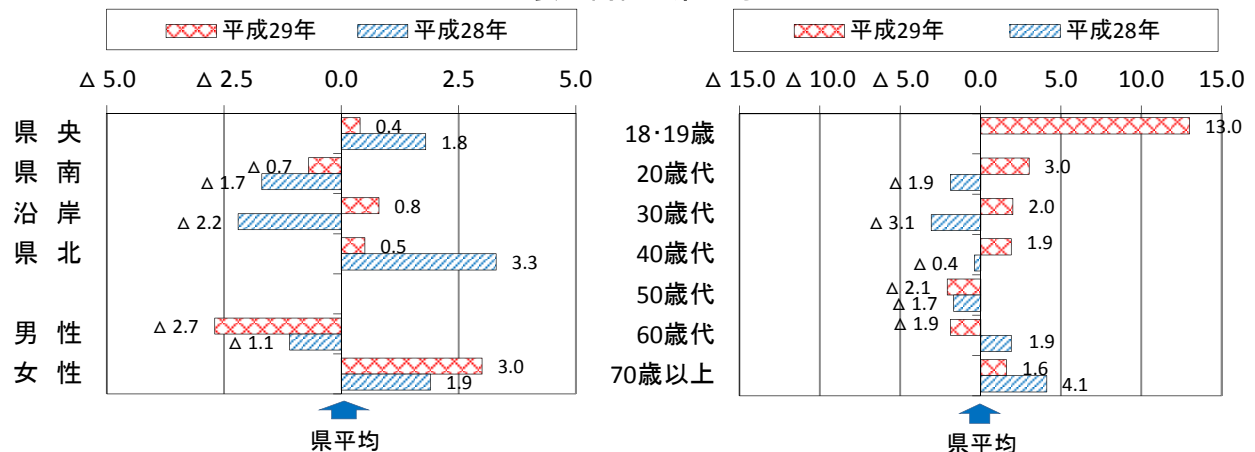 平成29年 平成28年
△ 5.0 △ 2.5 0.0 2.5 5.0
県 央 0.4
1.8
県 南 △ 0.7
△ 1.7
沿 岸 0.8
△ 2.2
県 北 0.5
3.3
男 性 △ 2.7
△ 1.1
女 性 3.0
1.9
県平均
平成29年 平成28年
△ 15.0 △ 10.0 △ 5.0 0.0 5.0 10.0 15.0
18・19歳 13.0
20歳代 3.0
△ 1.9
30歳代 2.0
△ 3.1
40歳代 1.9
△ 0.4
50歳代 △ 2.1
△ 1.7
60歳代 △ 1.9
1.9
70歳以上 1.6
4.1
県平均